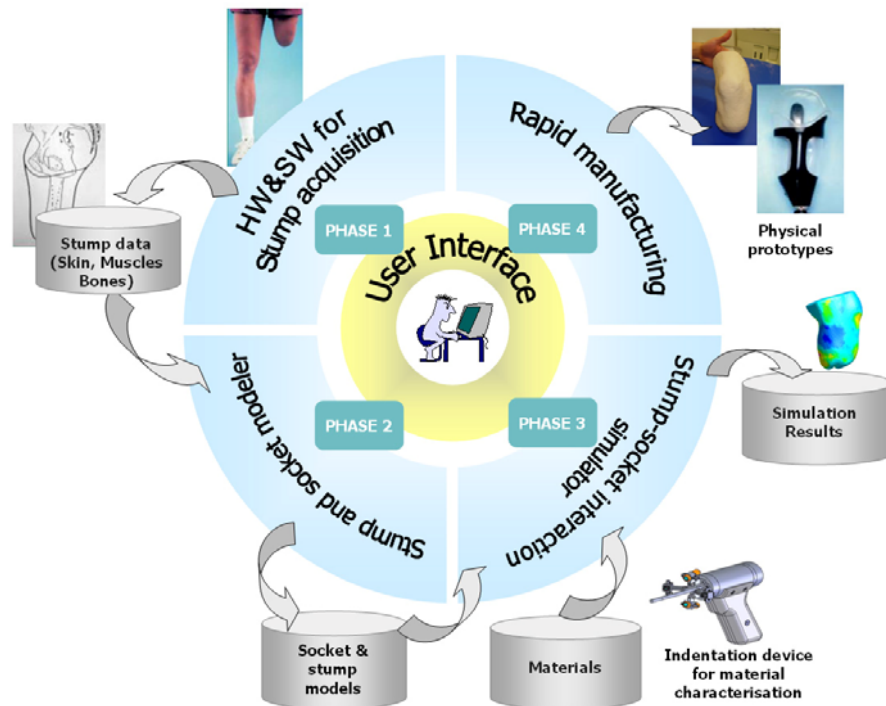 HW&SW for
Stump acquisition
PHASE 1
Stump data
(Skin, Muscles
Bones)
Rapid manufacturing
PHASE 4
Physical
prototypes
User Interface
Stump and socket modeler
PHASE 2
Stump-socket interaction
simulator
PHASE 3
Simulation
Results
Socket &
stump
models
Materials
Indentation device
for material
characterisation